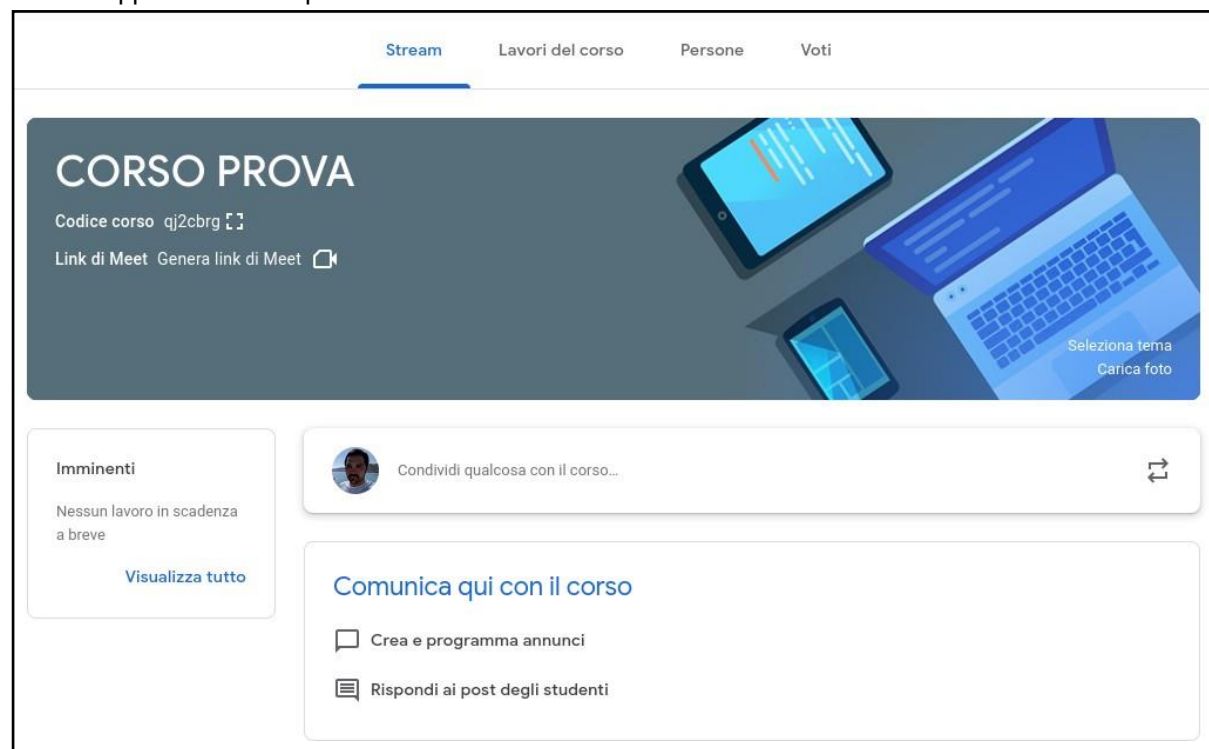 Stream Lavori del corso Persone Voti
CORSO PROVA
Codice corso qj2cbrg
Link di Meet Genera link di Meet
Seleziona tema
Carica foto
Imminenti
Nessun lavoro in scadenza
a breve
Visualizza tutto
Condividi qualcosa con il corso...
Comunica qui con il corso
Crea e programma annunci
Rispondi ai post degli studenti